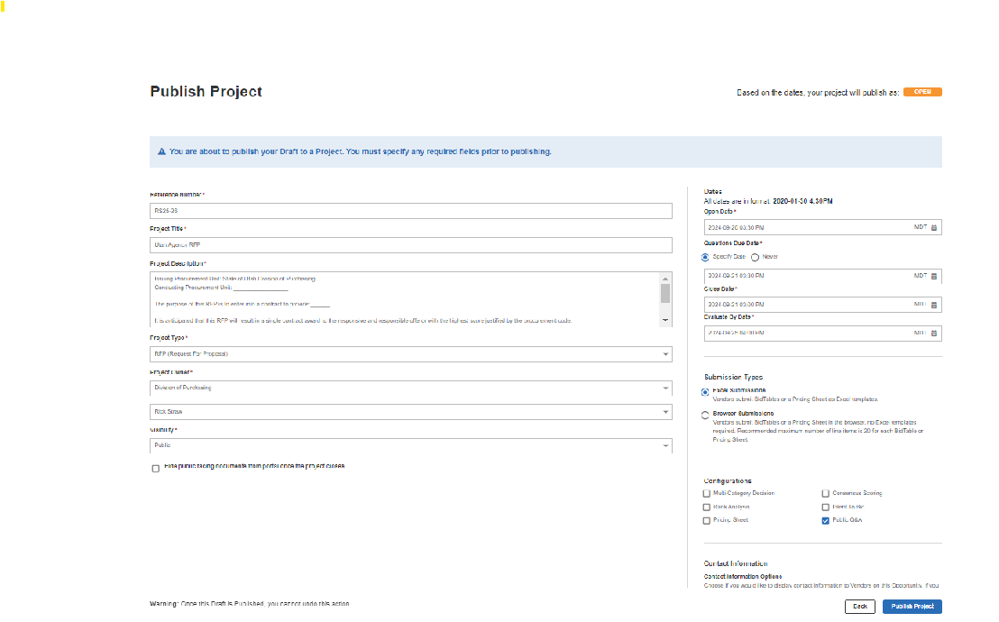 Publish Project
Based on the dates, your project will publish as: OPEN
You are about to publish your Draft to a Project. You must specify any required fields prior to publishing.
Reference Number*
RS25-26
Project Title*
Utah Agency RFP
Project Description*
Issuing Procurement Unit: State of Utah Division of Purchasing
Conducting Procurement Unit: _________________
The purpose of this RFP is to enter into a contract to provide:______
It is anticipated that this RFP will result in a single contract award to the responsive and responsible offeror with the highest score justified by the procurement code.
Project Type*
RFP (Request For Proposal)
Project Owner*
Division of Purchasing
Rick Straw
Visibility*
Public
Hide public facing documents from portal once the project closes
Dates
All dates are in format: 2020-01-30 4:30PM
Open Date*
2024-09-20 03:30 PM MDT
Questions Due Date*
Specify Date Never
2024-09-21 03:30 PM MDT
Close Date*
2024-09-21 03:00 PM MDT
Evaluate By Date*
2024-09-25 04:00 PM MDT
Submission Types
Excel Submissions
Vendors submit BidTables or a Pricing Sheet as Excel templates.
Browser Submissions
Vendors submit BidTables or a Pricing Sheet in the browser, no Excel templates
required. Recommended maximum number of line items is 20 for each BidTable or
Pricing Sheet.
Configurations
Multi-Category Decision Consensus Scoring
Rank Analysis Intent To Bid
Pricing Sheet Public Q&A
Contact Information
Contact Information Options
Choose if you would like to display contact information to Vendors on this Opportunity. If you
Warning: Once this Draft is Published, you cannot undo this action
Back Publish Project